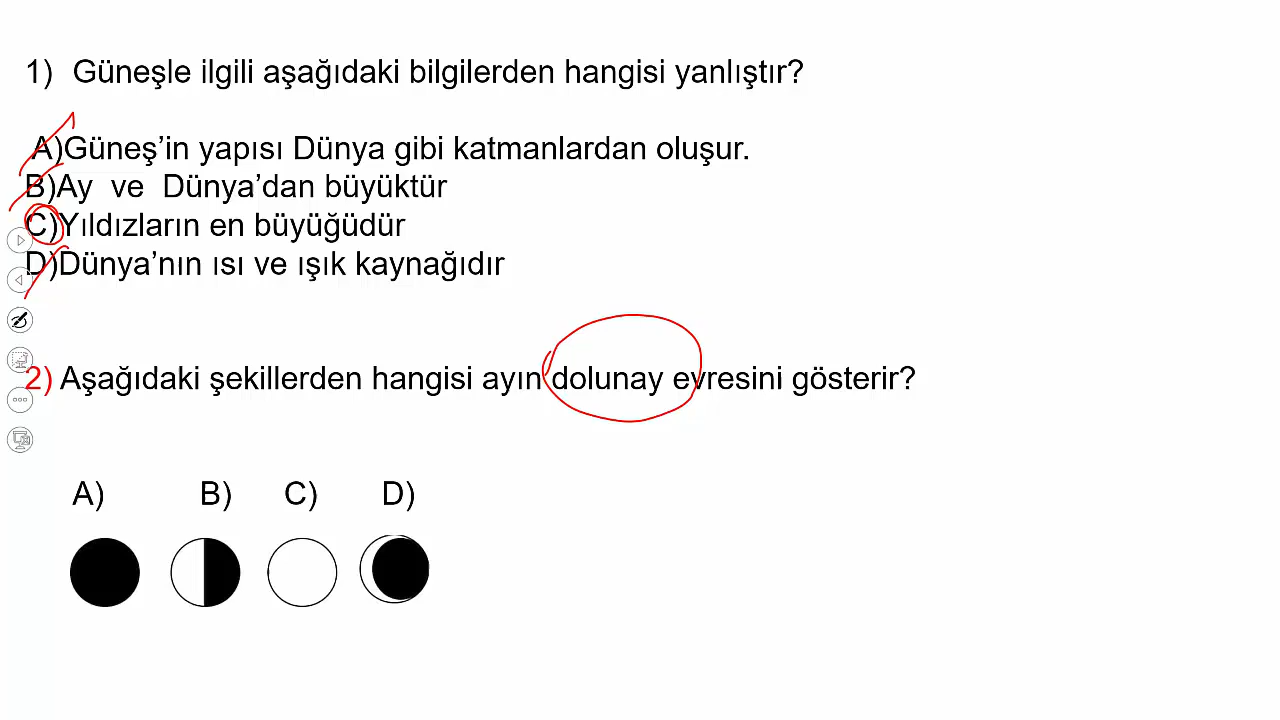 1) Güneşle ilgili aşağıdaki bilgilerden hangisi yanlıştır?
A)Güneş’in yapısı Dünya gibi katmanlardan oluşur.
B)Ay ve Dünya’dan büyüktür
C)Yıldızların en büyüğüdür
D)Dünya’nın ısı ve ışık kaynağıdır
2) Aşağıdaki şekillerden hangisi ayın dolunay evresini gösterir?
A) B) C) D)